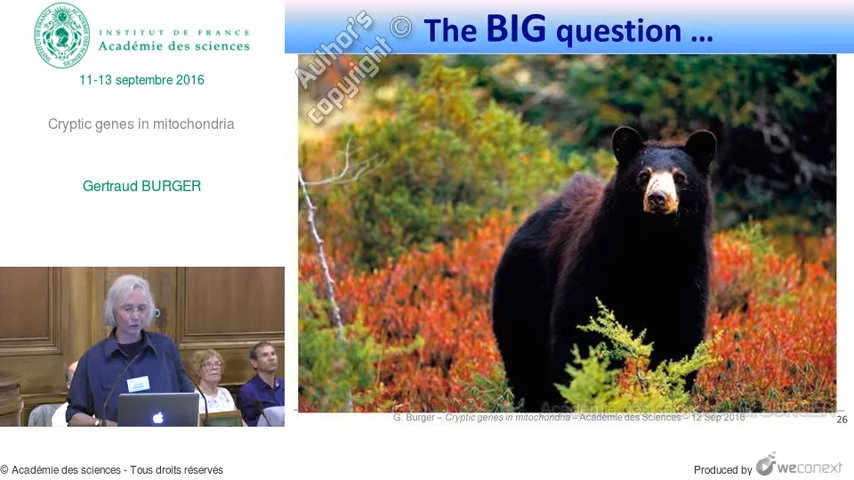 INSTITUT DE FRANCE
Académie des sciences
11-13 septembre 2016
Cryptic genes in mitochondria
Gertraud BURGER
Author's ©
copyright
The BIG question ...
G. Burger – Cryptic genes in mitochondria – Académie des Sciences - 12 Sep 2016
26
© Académie des sciences - Tous droits réservés
Produced by weconext